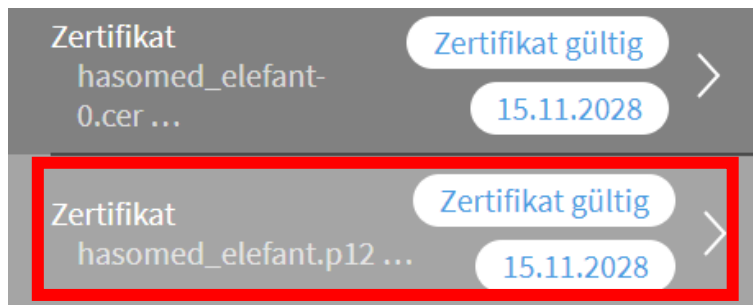 Zertifikat
Zertifikat gültig
hasomed_elefant-
0.cer ...
15.11.2028
Zertifikat
Zertifikat gültig
hasomed_elefant.p12 ...
15.11.2028